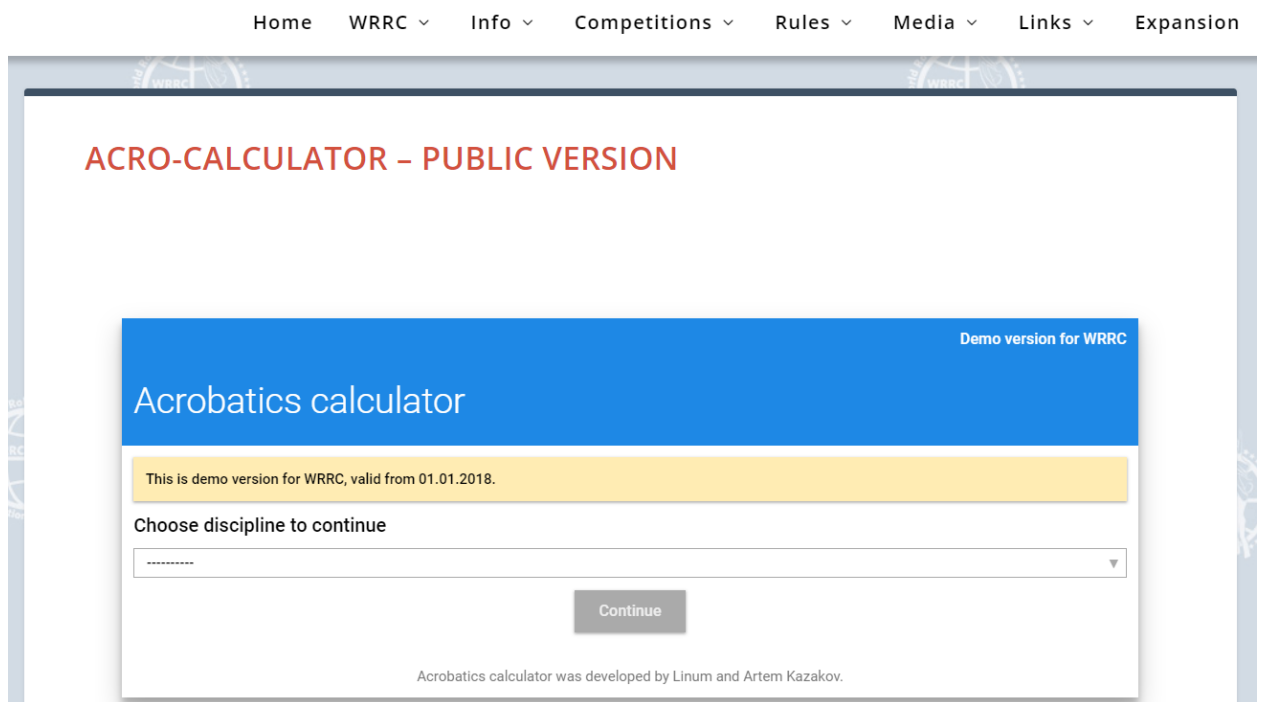 Home WRRC Info Competitions Rules Media Links Expansion
WRRC WRRC
ACRO-CALCULATOR – PUBLIC VERSION
Demo version for WRRC
Acrobatics calculator
This is demo version for WRRC, valid from 01.01.2018.
Choose discipline to continue
----------
Continue
Acrobatics calculator was developed by Linum and Artem Kazakov.